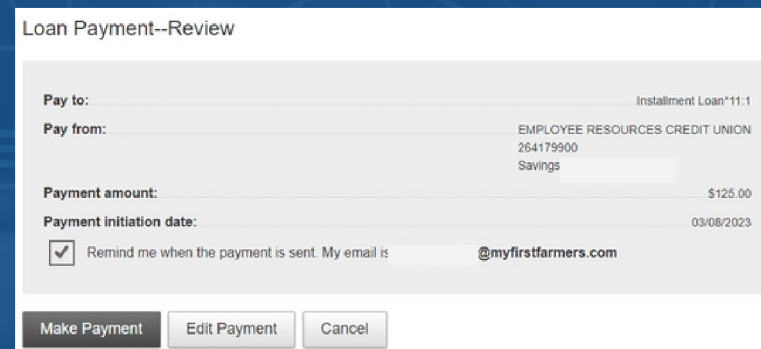 Loan Payment--Review
Pay to: Installment Loan*11:1
Pay from: EMPLOYEE RESOURCES CREDIT UNION
264179900
Savings
Payment amount: $125.00
Payment initiation date: 03/08/2023
Remind me when the payment is sent. My email is @myfirstfarmers.com
Make Payment Edit Payment Cancel